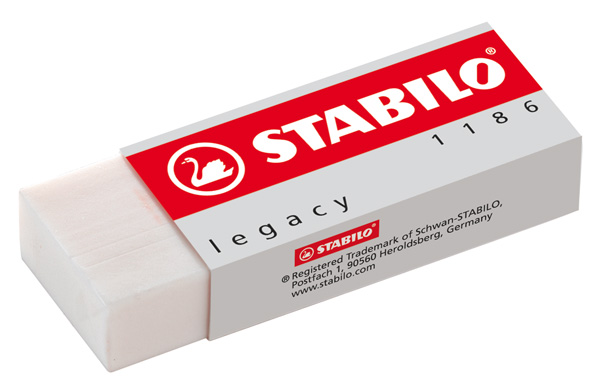 STABILO®
1186
legacy
STABILO
® Registered Trademark of Schwan-STABILO,
Postfach 1, 90560 Heroldsberg, Germany
www.stabilo.com